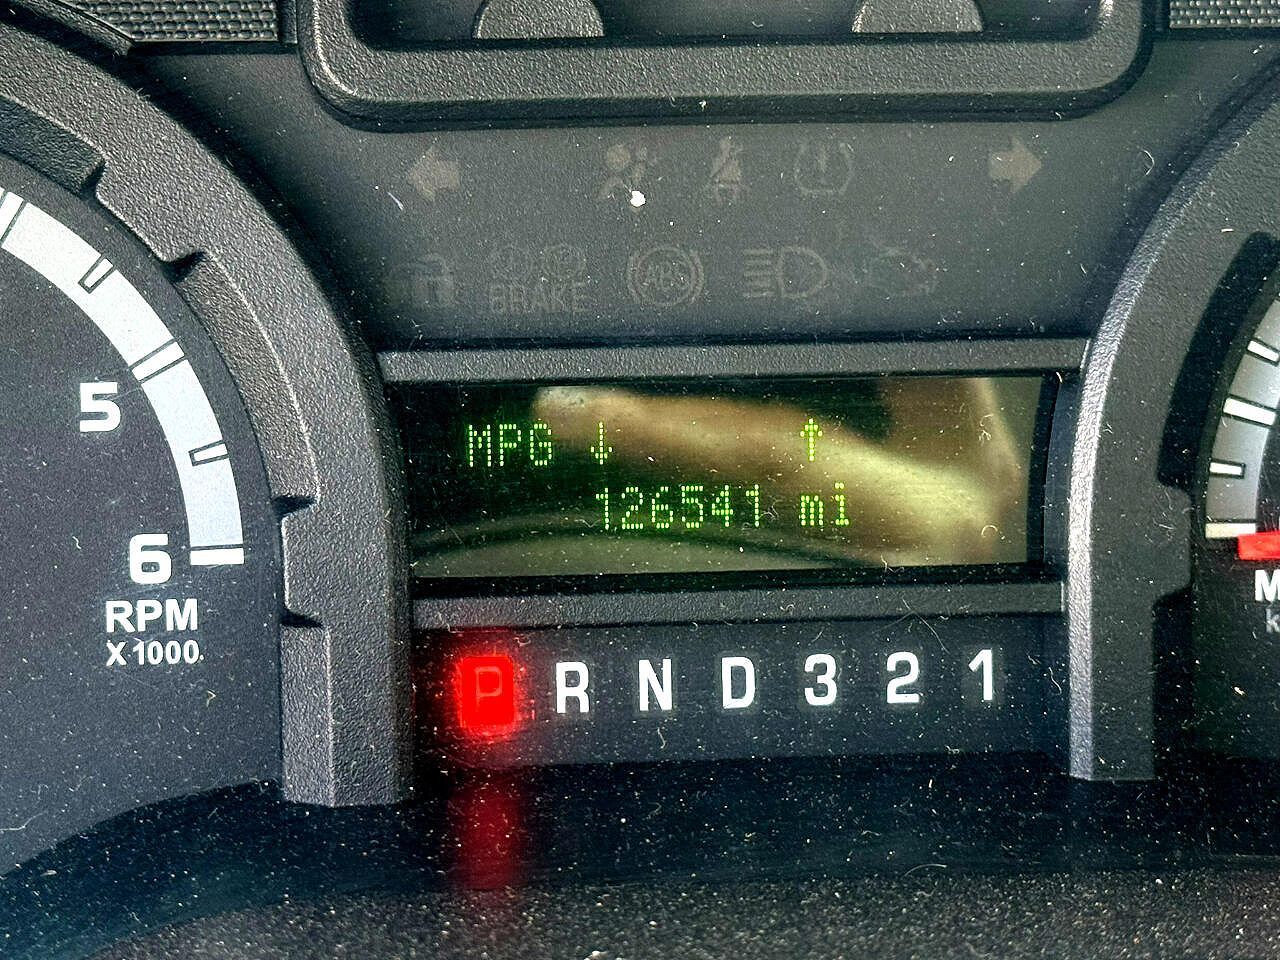 BRAKE
ABS
MPG ↓ ↑
126541 mi
5
6
RPM
X1000
P R N D 3 2 1